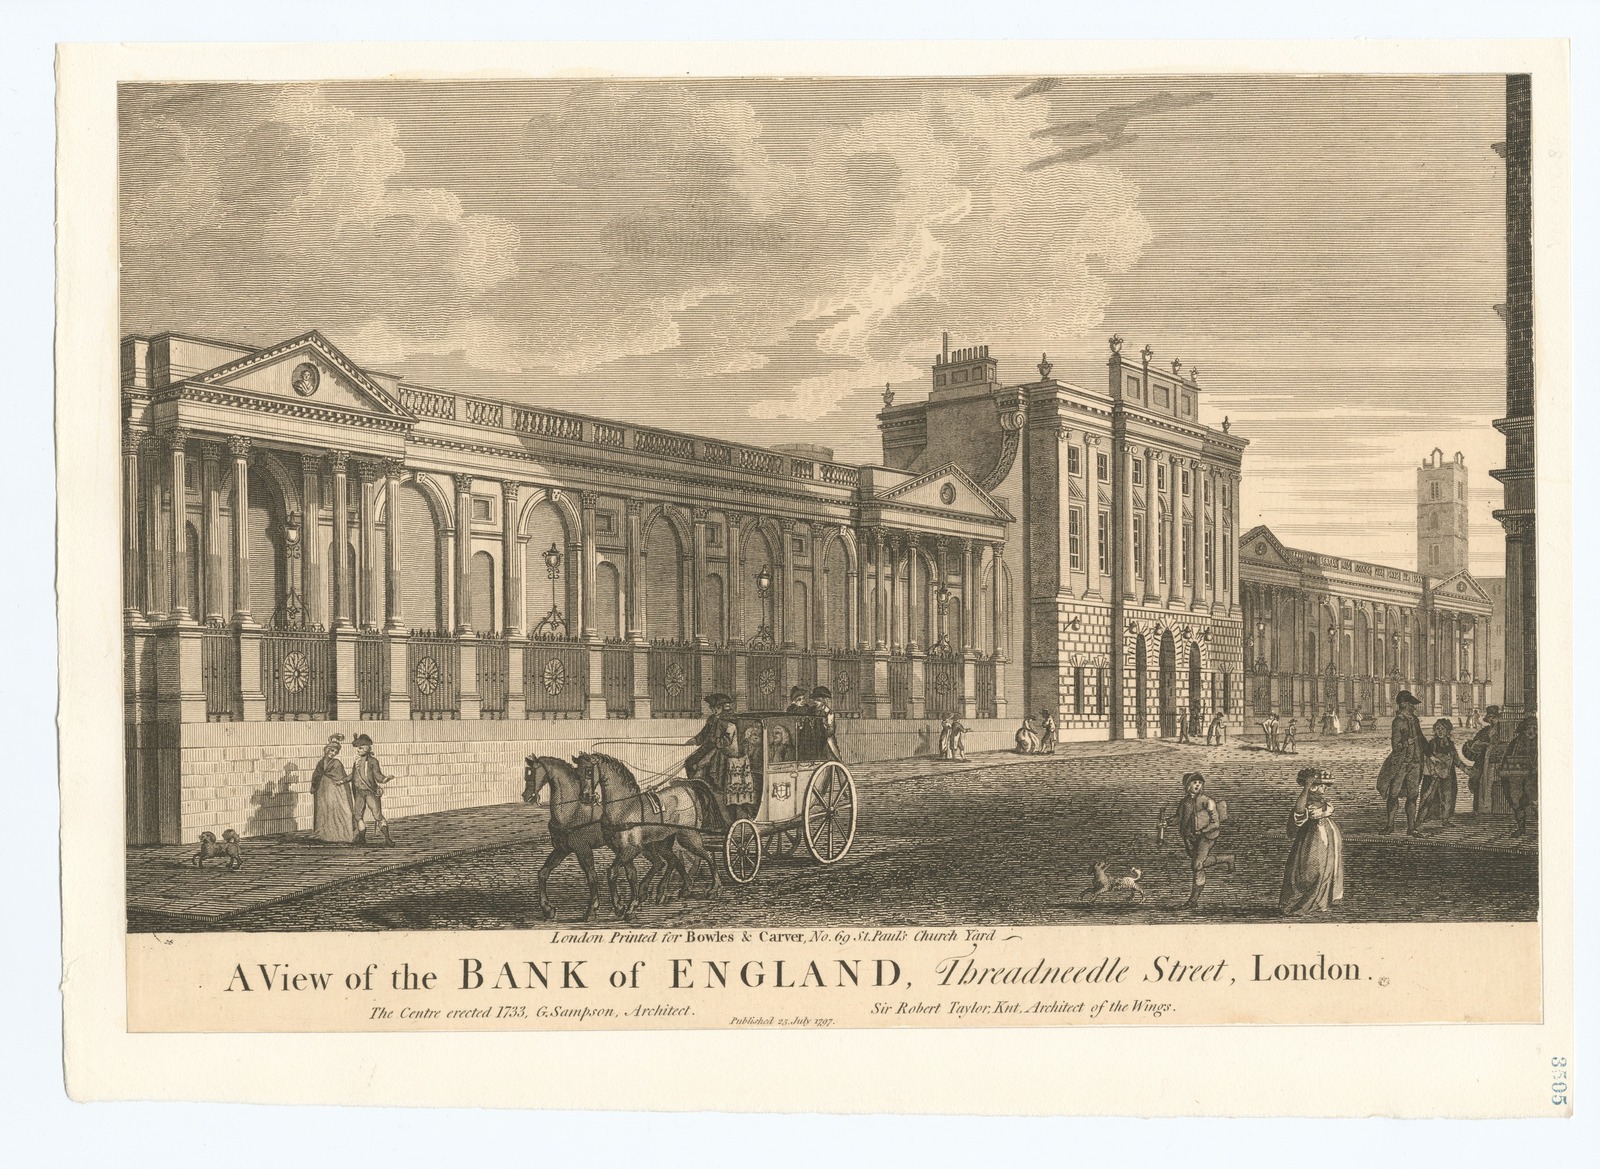 London Printed for Bowles & Carver, No. 69 St. Paul's Church Yard
A View of the BANK of ENGLAND, Threadneedle Street, London.
The Centre erected 1733, G. Sampson, Architect. Sir Robert Taylor, Knt. Architect of the Wings.
Published 25, July 1797.
26
3505